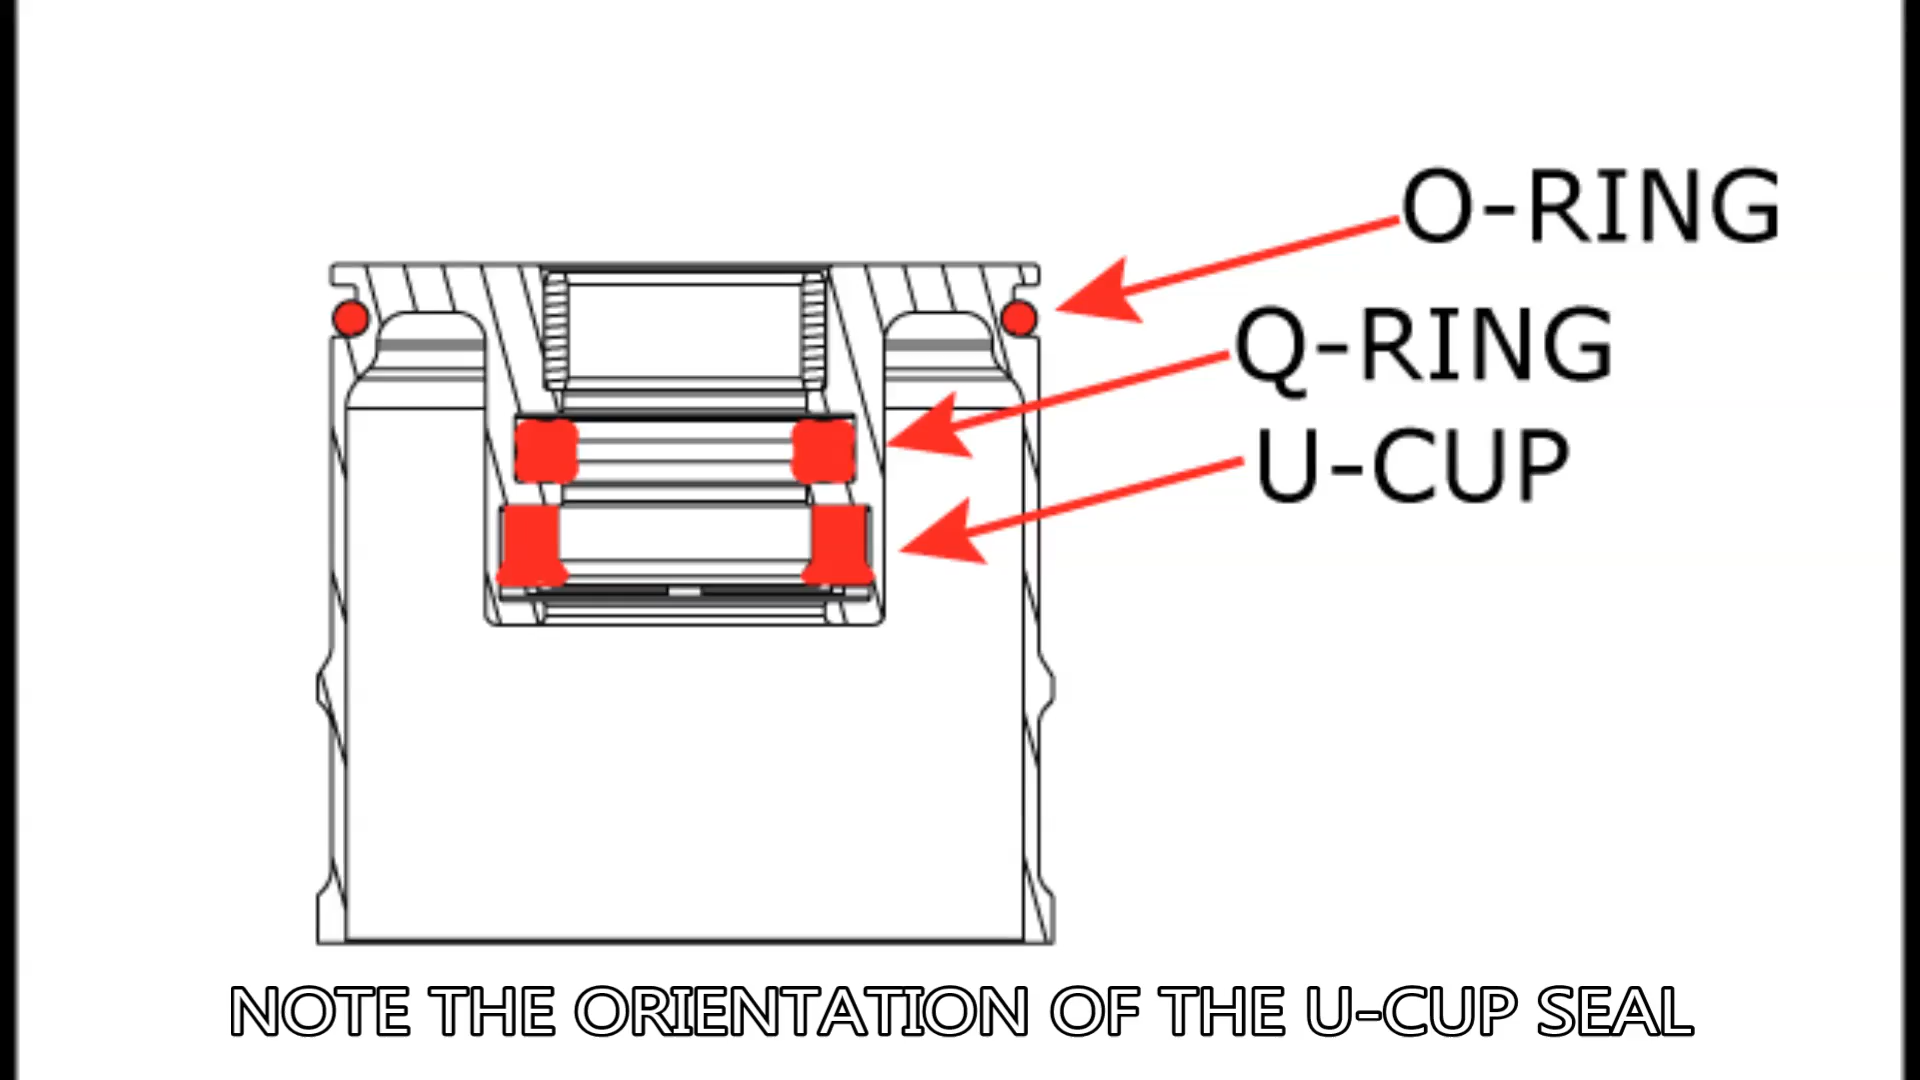 O-RING
Q-RING
U-CUP
NOTE THE ORIENTATION OF THE U-CUP SEAL